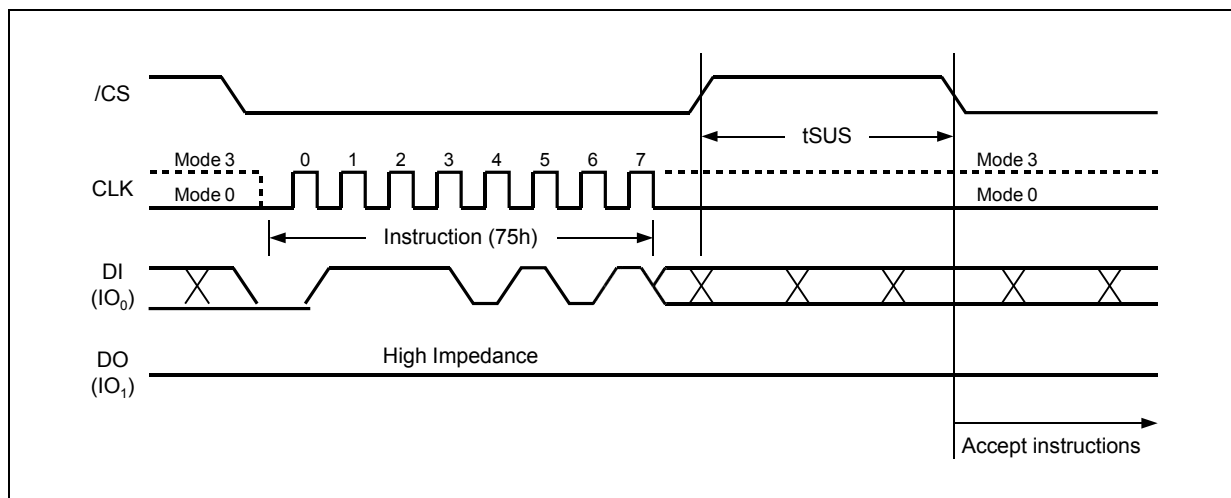 /CS
tSUS
Mode 3
0 1 2 3 4 5 6 7
Mode 3
CLK
Mode 0
Mode 0
Instruction (75h)
DI
(IO₀)
High Impedance
DO
(IO₁)
Accept instructions